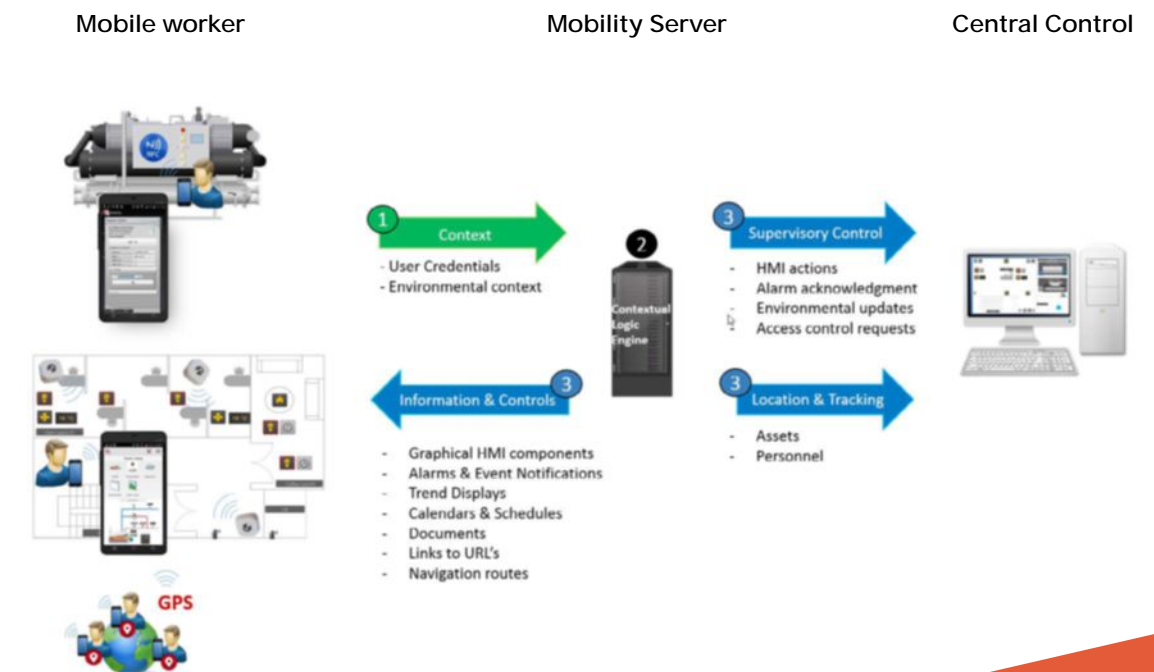 Mobile worker
Mobility Server
Central Control
NFC
1
Context
- User Credentials
- Environmental context
2
Contextual
Logic
Engine
3
Supervisory Control
- HMI actions
- Alarm acknowledgment
- Environmental updates
- Access control requests
Information & Controls
3
- Graphical HMI components
- Alarms & Event Notifications
- Trend Displays
- Calendars & Schedules
- Documents
- Links to URL's
- Navigation routes
3
Location & Tracking
- Assets
- Personnel
GPS